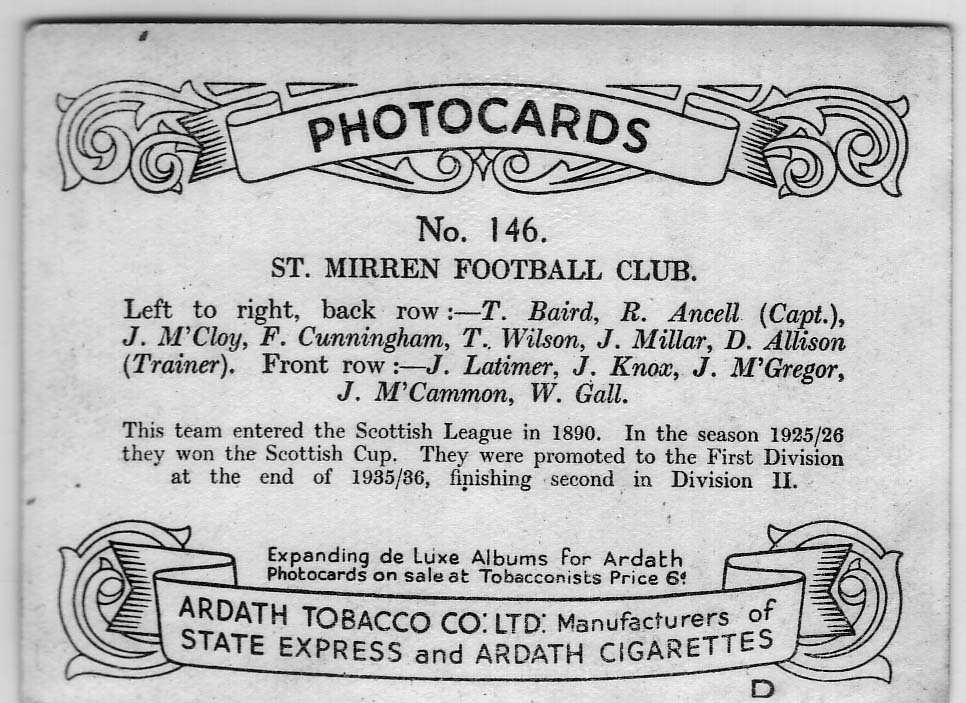 PHOTOCARDS
No. 146.
ST. MIRREN FOOTBALL CLUB.
Left to right, back row :—T. Baird, R. Ancell (Capt.),
J. M'Cloy, F. Cunningham, T. Wilson, J. Millar, D. Allison
(Trainer). Front row :—J. Latimer, J. Knox, J. M'Gregor,
J. M'Cammon, W. Gall.
This team entered the Scottish League in 1890. In the season 1925/26
they won the Scottish Cup. They were promoted to the First Division
at the end of 1935/36, finishing second in Division II.
Expanding de Luxe Albums for Ardath
Photocards on sale at Tobacconists Price 6d
ARDATH TOBACCO CO. LTD. Manufacturers of
STATE EXPRESS and ARDATH CIGARETTES
D